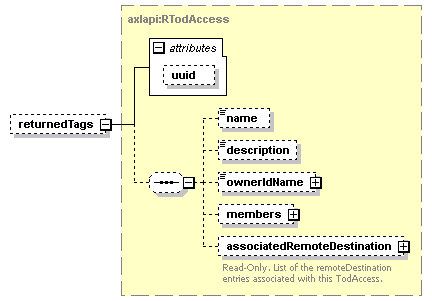 axlapi:RTodAccess
attributes
uuid
returnedTags
name
description
ownerIdName
members
associatedRemoteDestination
Read-Only. List of the remoteDestination
entries associated with this TodAccess.